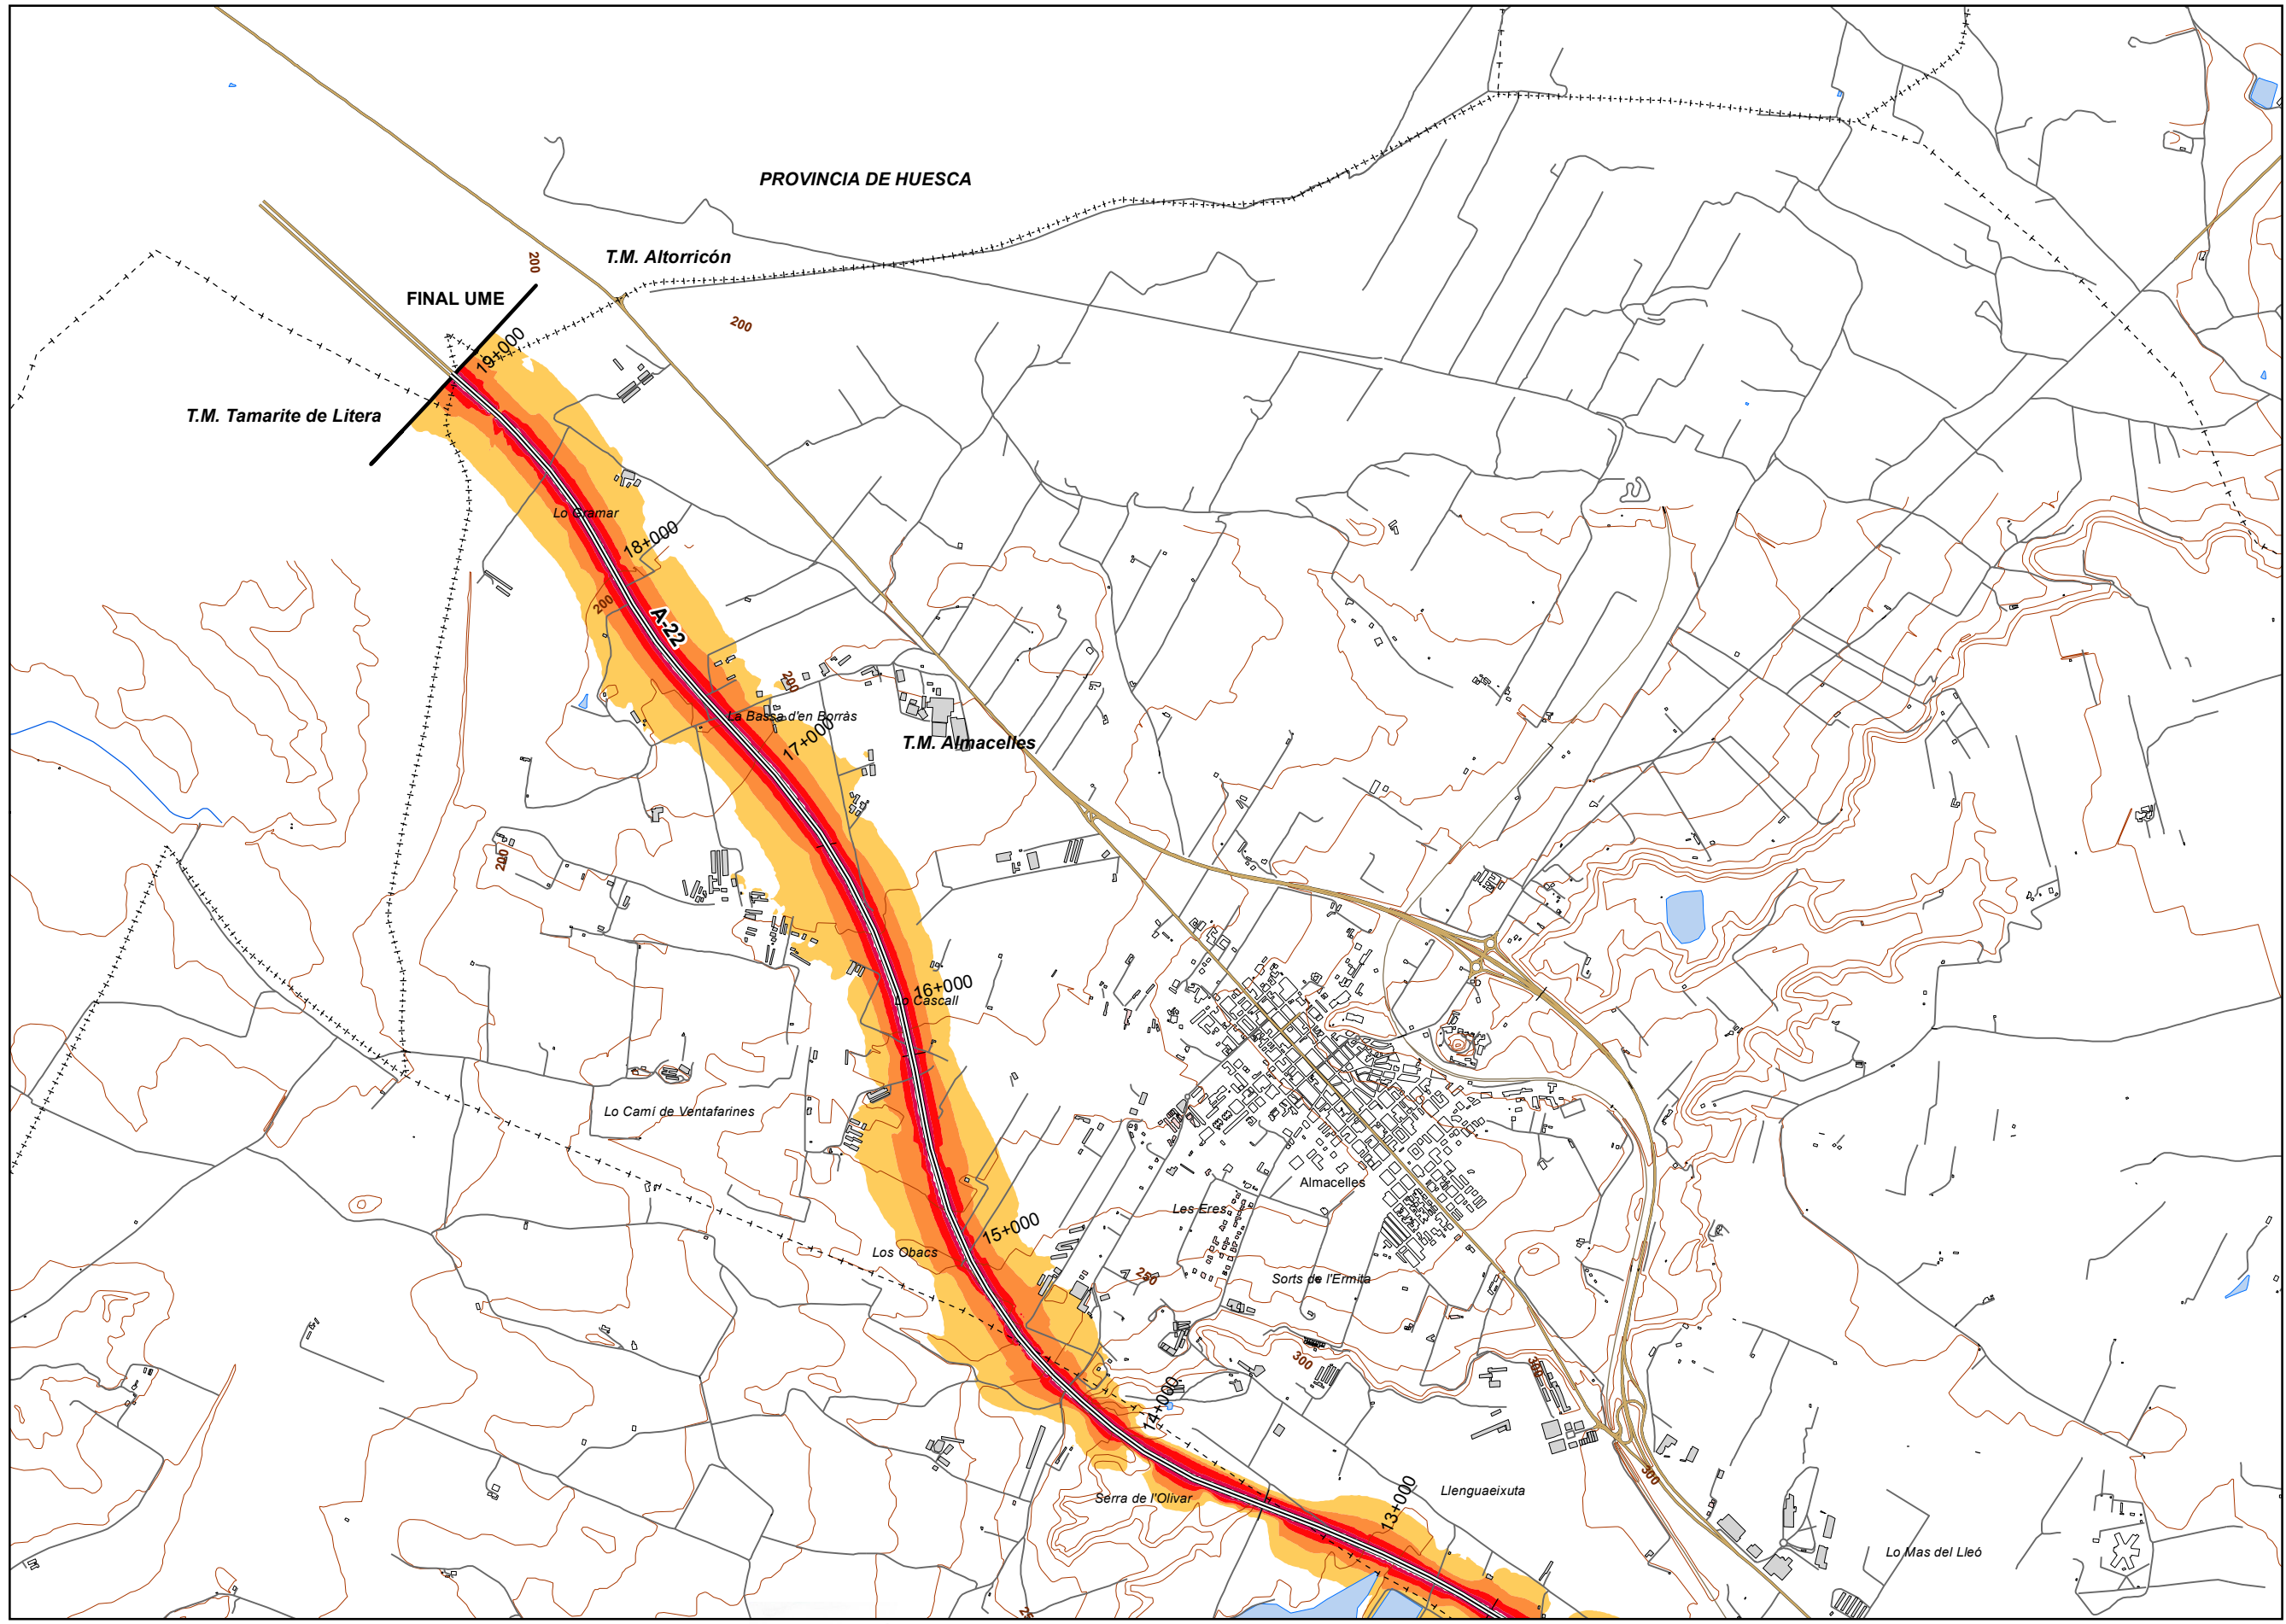 PROVINCIA DE HUESCA
T.M. Altorricón
200
FINAL UME
200
19+000
T.M. Tamarite de Litera
Lo Gramar
18+000
200
A-22
200
La Bassa d'en Borràs
17+000
T.M. Almacelles
200
16+000
Lo Cascall
Lo Camí de Ventafarines
Almacelles
Les Eres
15+000
Los Obacs
250
Sorts de l'Ermita
300
300
14+000
300
Serra de l'Olivar
13+000
Llenguaeixuta
Lo Mas del Lleó